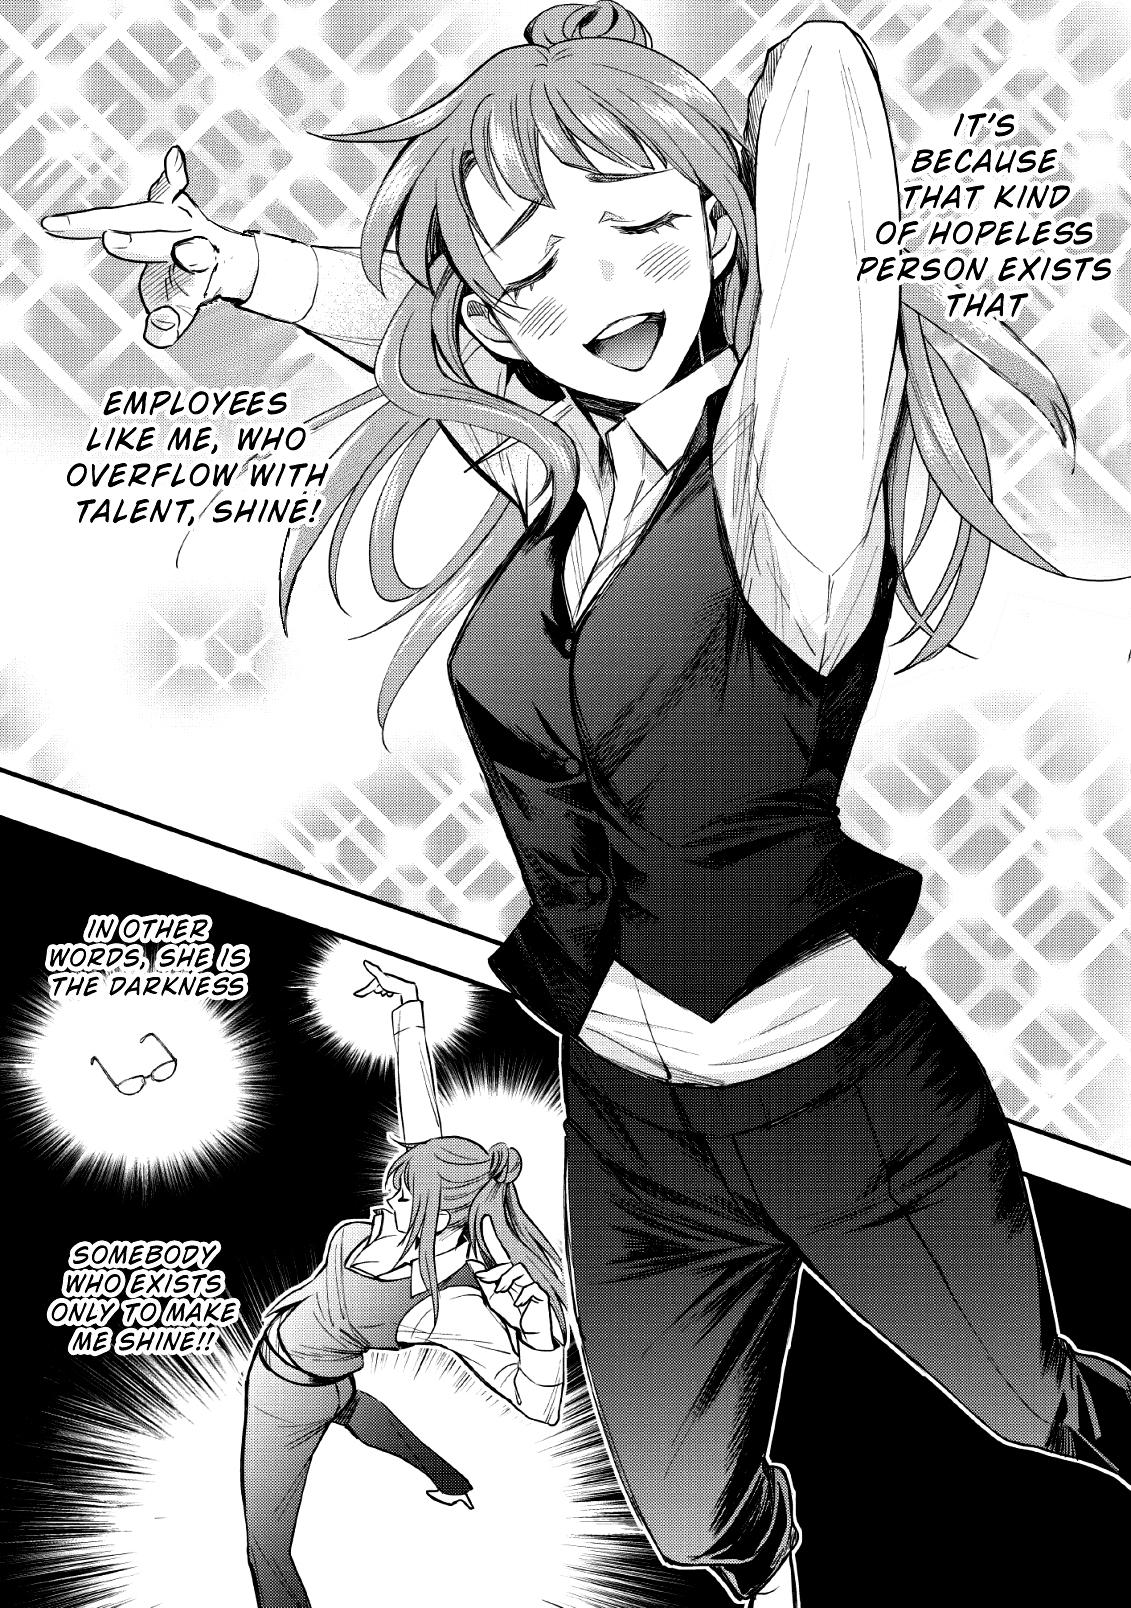 IT'S
BECAUSE
THAT KIND
OF HOPELESS
PERSON EXISTS
THAT
EMPLOYEES
LIKE ME, WHO
OVERFLOW WITH
TALENT, SHINE!
IN OTHER
WORDS, SHE IS
THE DARKNESS
SOMEBODY
WHO EXISTS
ONLY TO MAKE
ME SHINE!!